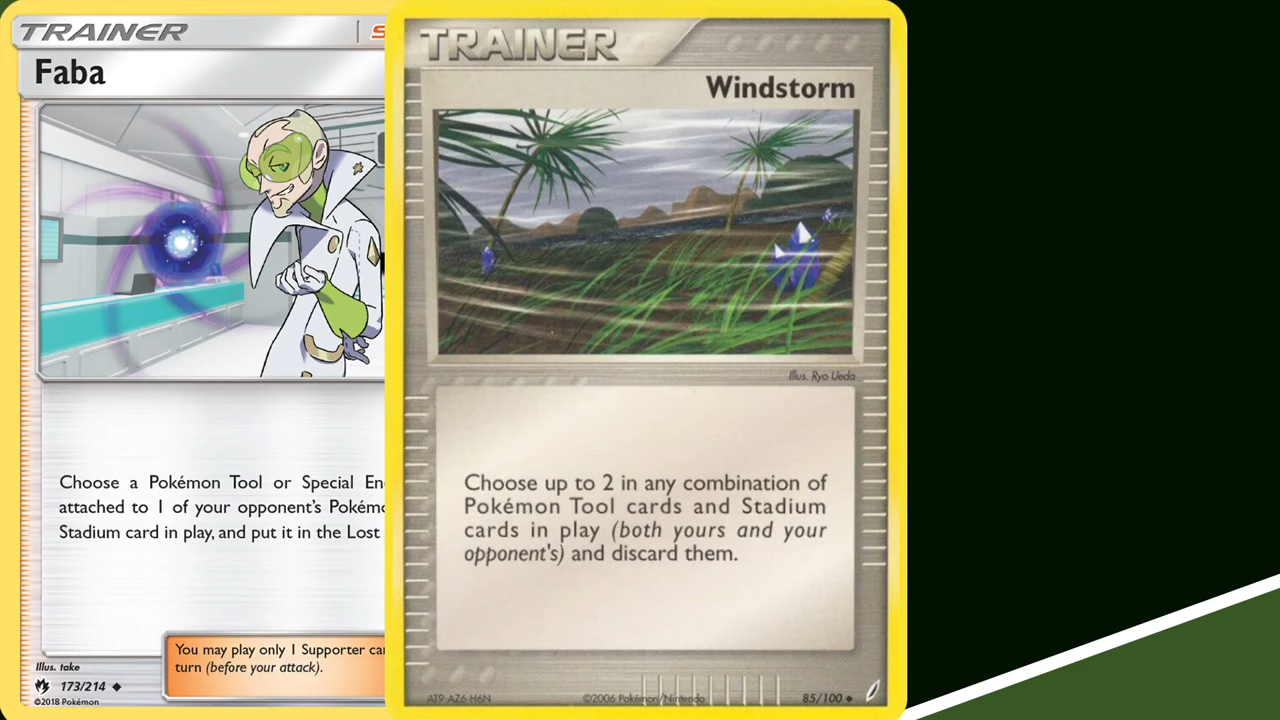 TRAINER
Faba
Choose a Pokémon Tool or Special En
attached to 1 of your opponent's Pokémo
Stadium card in play, and put it in the Lost
You may play only 1 Supporter car
turn (before your attack).
Illus. take
173/214
©2018 Pokémon
TRAINER
Windstorm
Illus. Ryo Ueda
Choose up to 2 in any combination of
Pokémon Tool cards and Stadium
cards in play (both yours and your
opponent's) and discard them.
AT9 AZ6 H6N
©2006 Pokémon/Nintendo
85/100